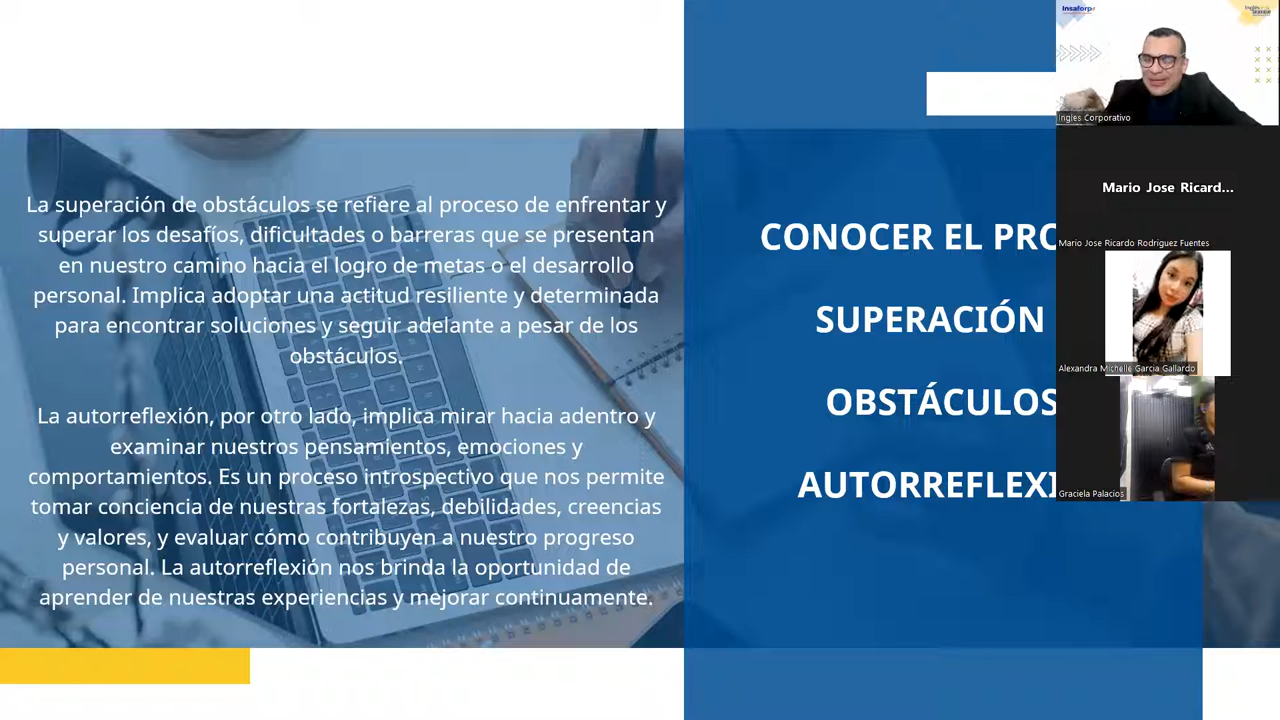 La superación de obstáculos se refiere al proceso de enfrentar y
superar los desafíos, dificultades o barreras que se presentan
en nuestro camino hacia el logro de metas o el desarrollo
personal. Implica adoptar una actitud resiliente y determinada
para encontrar soluciones y seguir adelante a pesar de los
obstáculos.
La autorreflexión, por otro lado, implica mirar hacia adentro y
examinar nuestros pensamientos, emociones y
comportamientos. Es un proceso introspectivo que nos permite
tomar conciencia de nuestras fortalezas, debilidades, creencias
y valores, y evaluar cómo contribuyen a nuestro progreso
personal. La autorreflexión nos brinda la oportunidad de
aprender de nuestras experiencias y mejorar continuamente.
CONOCER EL PRO
SUPERACIÓN
OBSTÁCULOS
AUTORREFLEXI
Insaforp
Ingles Corporativo
Mario Jose Ricard...
Mario Jose Ricardo Rodriguez Fuentes
Alexandra Michelle Garcia Gallardo
Graciela Palacios